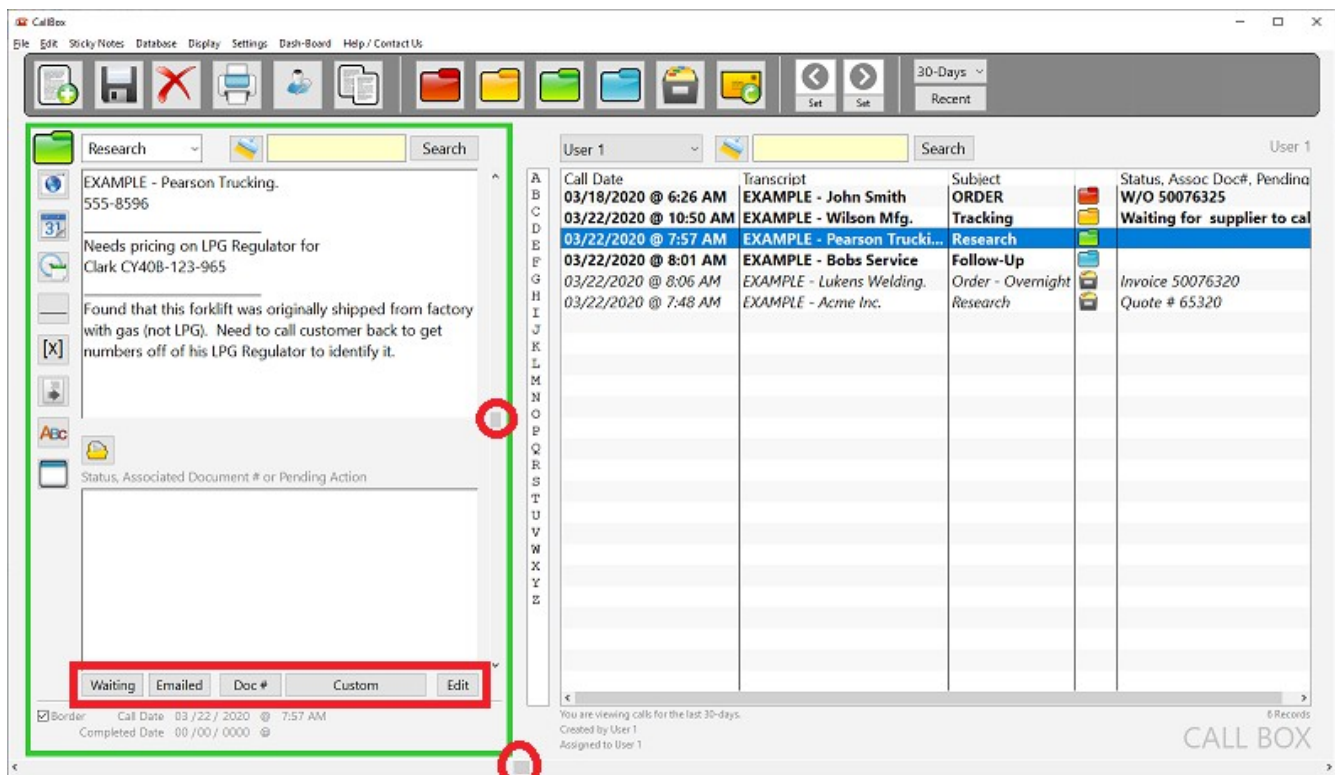 CallBox
File Edit Sticky Notes Database Display Settings Dash-Board Help / Contact Us
30-Days
Set Set Recent
Research Search
EXAMPLE - Pearson Trucking.
555-8596
Needs pricing on LPG Regulator for
Clark CY40B-123-965
Found that this forklift was originally shipped from factory
with gas (not LPG). Need to call customer back to get
numbers off of his LPG Regulator to identify it.
31
[X]
ABC
Status, Associated Document # or Pending Action
Waiting Emailed Doc # Custom Edit
Border Call Date 03 /22 / 2020 @ 7:57 AM
Completed Date 00 /00 / 0000 @
User 1 Search User 1
A
B
C
D
E
F
G
H
I
J
K
L
M
N
O
P
Q
R
S
T
U
V
W
X
Y
Z
Call Date Transcript Subject Status, Assoc Doc#, Pending
03/18/2020 @ 6:26 AM EXAMPLE - John Smith ORDER W/O 50076325
03/22/2020 @ 10:50 AM EXAMPLE - Wilson Mfg. Tracking Waiting for supplier to cal
03/22/2020 @ 7:57 AM EXAMPLE - Pearson Trucki... Research
03/22/2020 @ 8:01 AM EXAMPLE - Bobs Service Follow-Up
03/22/2020 @ 8:06 AM EXAMPLE - Lukens Welding. Order - Overnight Invoice 50076320
03/22/2020 @ 7:48 AM EXAMPLE - Acme Inc. Research Quote # 65320
You are viewing calls for the last 30-days. 6 Records
Created by User 1
Assigned to User 1
CALL BOX